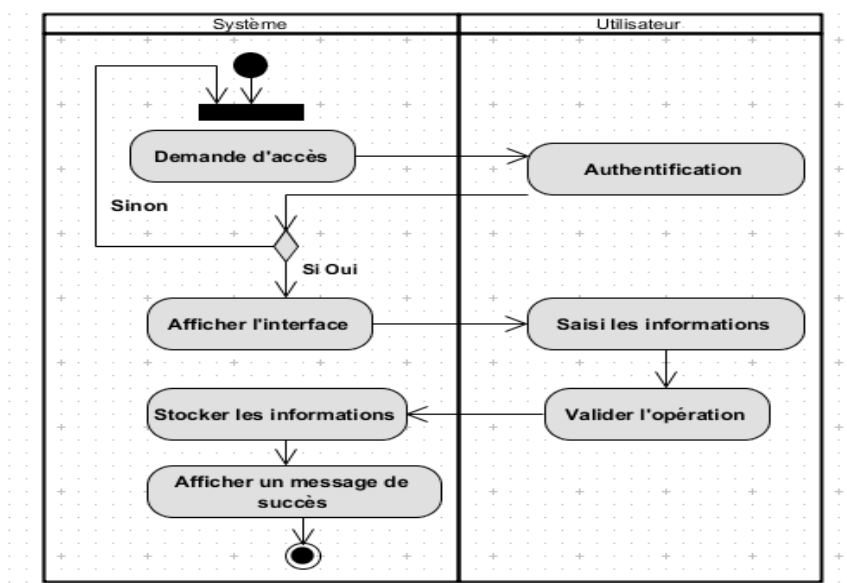 Système
Utilisateur
Demande d'accès
Authentification
Sinon
Si Oui
Afficher l'interface
Saisi les informations
Stocker les informations
Valider l'opération
Afficher un message de
succès